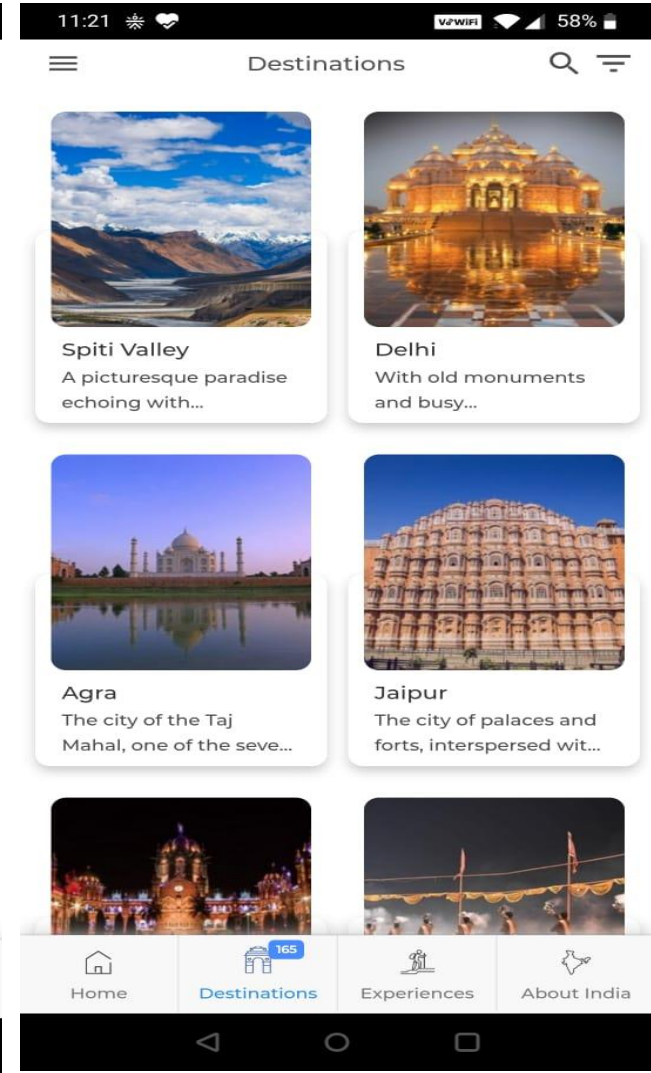 11:21
VoWiFi
58%
Destinations
Spiti Valley
A picturesque paradise
echoing with...
Delhi
With old monuments
and busy...
Agra
The city of the Taj
Mahal, one of the seve...
Jaipur
The city of palaces and
forts, interspersed wit...
165
Home
Destinations
Experiences
About India